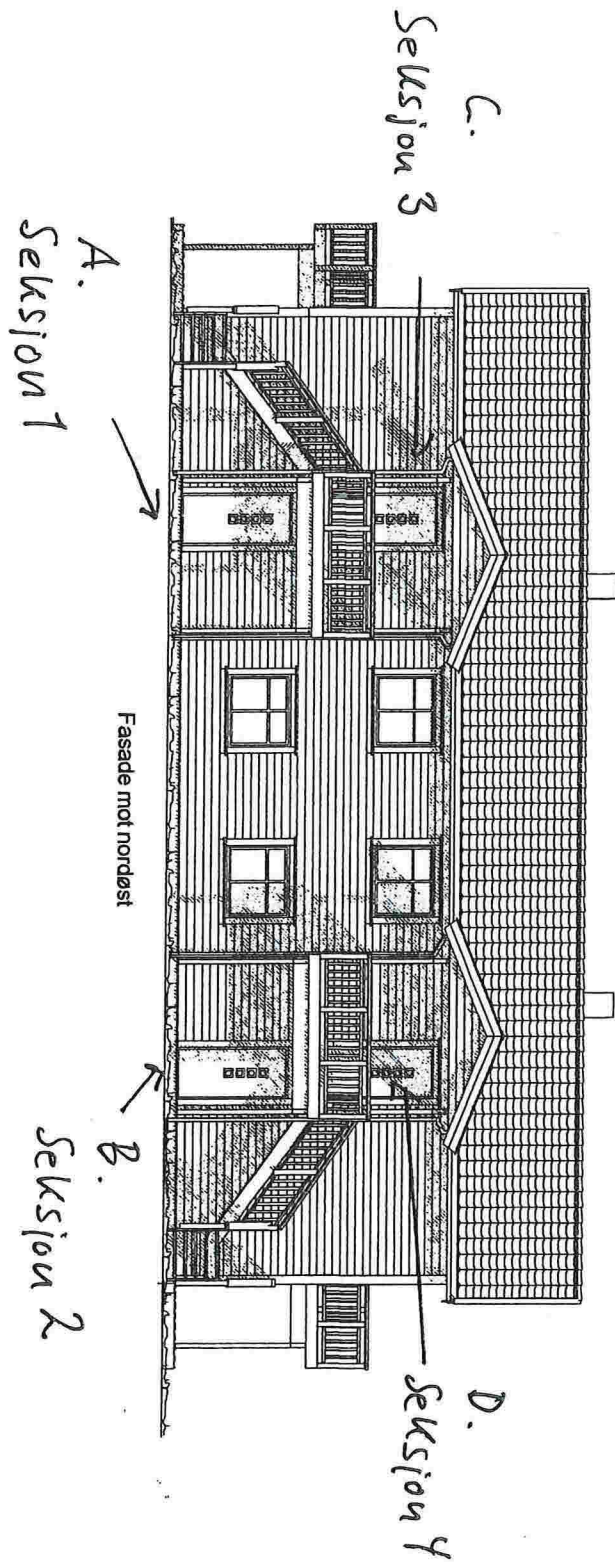 C.
Seksjon 3
D.
Seksjon 4
A.
Seksjon 1
Fasade mot nordøst
B.
Seksjon 2